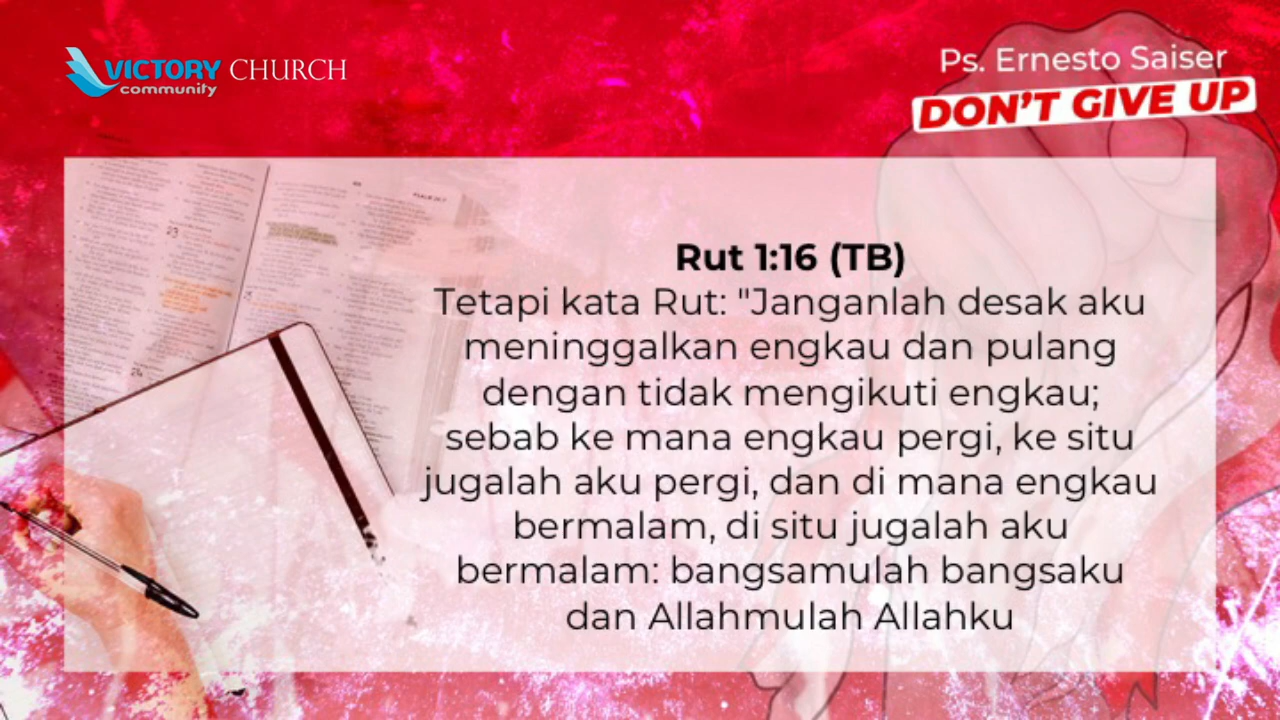 VICTORY CHURCH
community
Ps. Ernesto Saiser
DON'T GIVE UP
Rut 1:16 (TB)
Tetapi kata Rut: "Janganlah desak aku
meninggalkan engkau dan pulang
dengan tidak mengikuti engkau;
sebab ke mana engkau pergi, ke situ
jugalah aku pergi, dan di mana engkau
bermalam, di situ jugalah aku
bermalam: bangsamulah bangsaku
dan Allahmulah Allahku
23
24